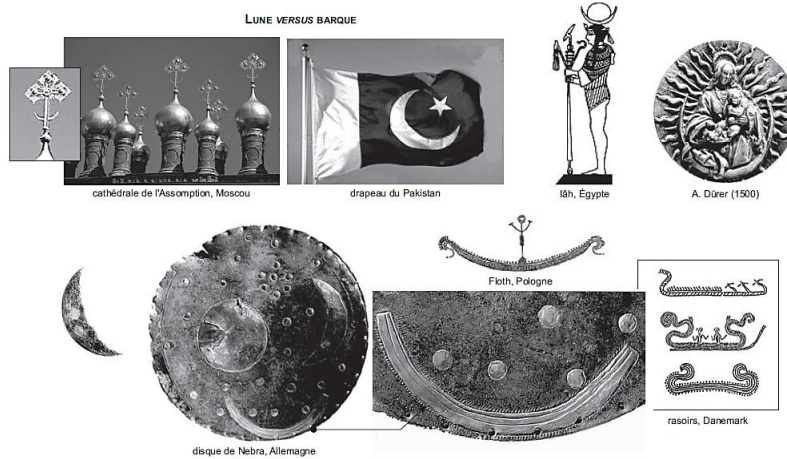 LUNE VERSUS BARQUE
cathédrale de l'Assomption, Moscou
drapeau du Pakistan
Iâh, Égypte
A. Dürer (1500)
Floth, Pologne
disque de Nebra, Allemagne
rasoirs, Danemark